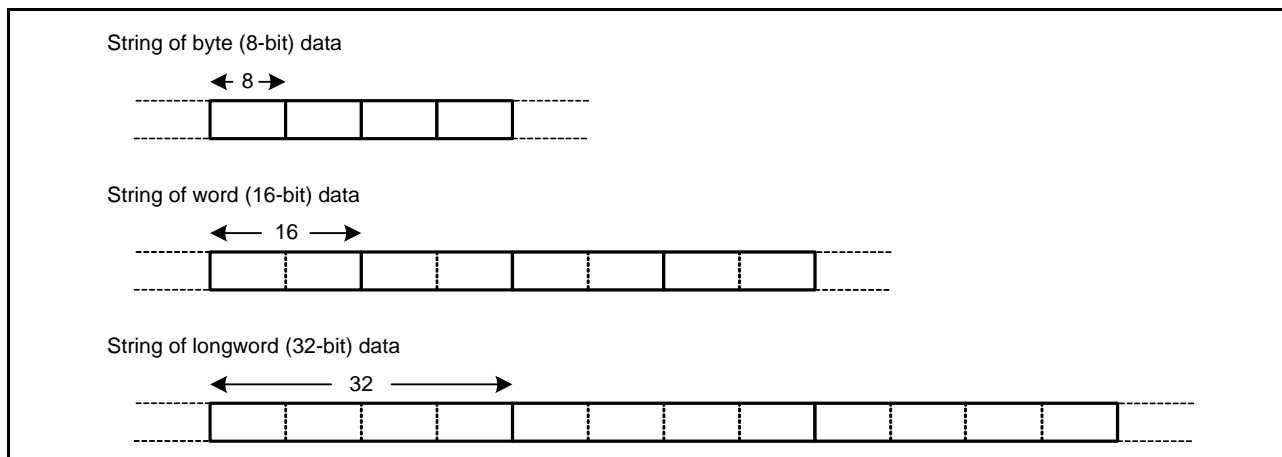 String of byte (8-bit) data
8
String of word (16-bit) data
16
String of longword (32-bit) data
32